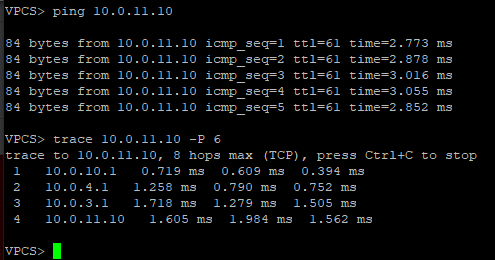 VPCS> ping 10.0.11.10
84 bytes from 10.0.11.10 icmp_seq=1 ttl=61 time=2.773 ms
84 bytes from 10.0.11.10 icmp_seq=2 ttl=61 time=2.878 ms
84 bytes from 10.0.11.10 icmp_seq=3 ttl=61 time=3.016 ms
84 bytes from 10.0.11.10 icmp_seq=4 ttl=61 time=3.055 ms
84 bytes from 10.0.11.10 icmp_seq=5 ttl=61 time=2.852 ms
VPCS> trace 10.0.11.10 -P 6
trace to 10.0.11.10, 8 hops max (TCP), press Ctrl+C to stop
1 10.0.10.1 0.719 ms 0.609 ms 0.394 ms
2 10.0.4.1 1.258 ms 0.790 ms 0.752 ms
3 10.0.3.1 1.718 ms 1.279 ms 1.505 ms
4 10.0.11.10 1.605 ms 1.984 ms 1.562 ms
VPCS>